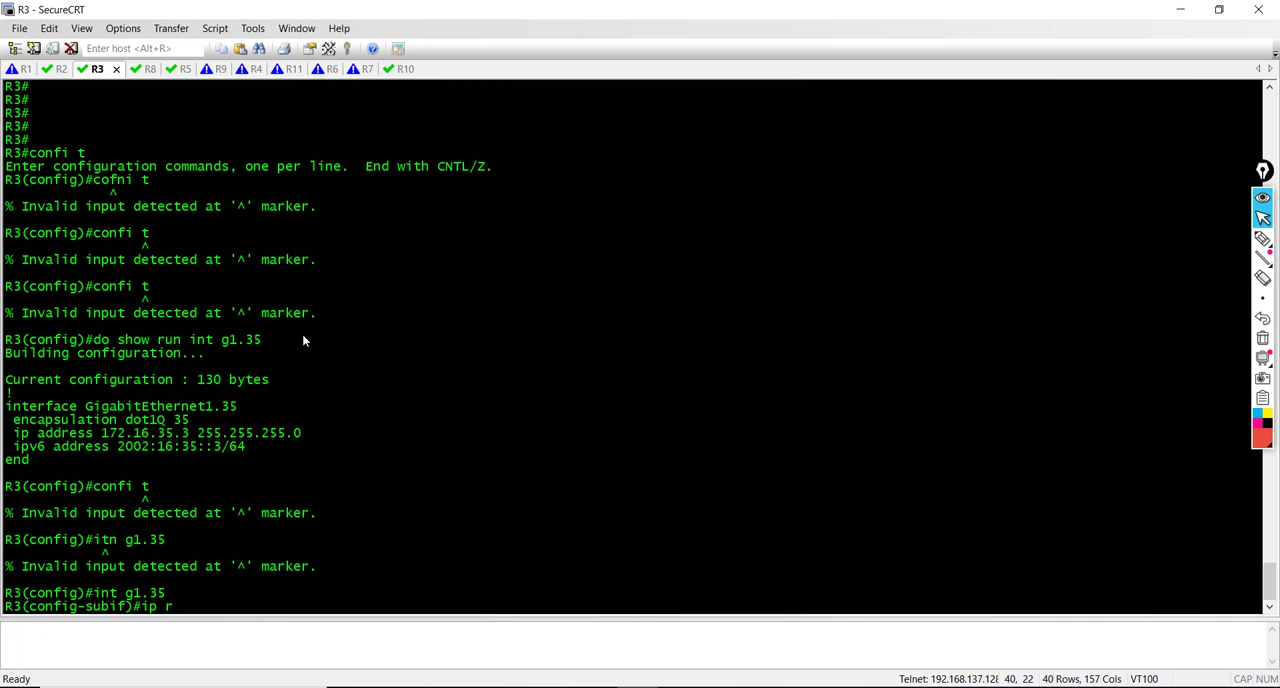 R3 - SecureCRT
File Edit View Options Transfer Script Tools Window Help
Enter host <Alt+R>
R1 R2 R3 R8 R5 R9 R4 R11 R6 R7 R10
R3#
R3#
R3#
R3#
R3#
R3#confi t
Enter configuration commands, one per line.  End with CNTL/Z.
R3(config)#cofni t
^
% Invalid input detected at '^' marker.
R3(config)#confi t
^
% Invalid input detected at '^' marker.
R3(config)#confi t
^
% Invalid input detected at '^' marker.
R3(config)#do show run int g1.35
Building configuration...
Current configuration : 130 bytes
!
interface GigabitEthernet1.35
encapsulation dot1Q 35
ip address 172.16.35.3 255.255.255.0
ipv6 address 2002:16:35::3/64
end
R3(config)#confi t
^
% Invalid input detected at '^' marker.
R3(config)#itn g1.35
^
% Invalid input detected at '^' marker.
R3(config)#int g1.35
R3(config-subif)#ip r
Ready Telnet: 192.168.137.128 40, 22 40 Rows, 157 Cols VT100 CAP NUM